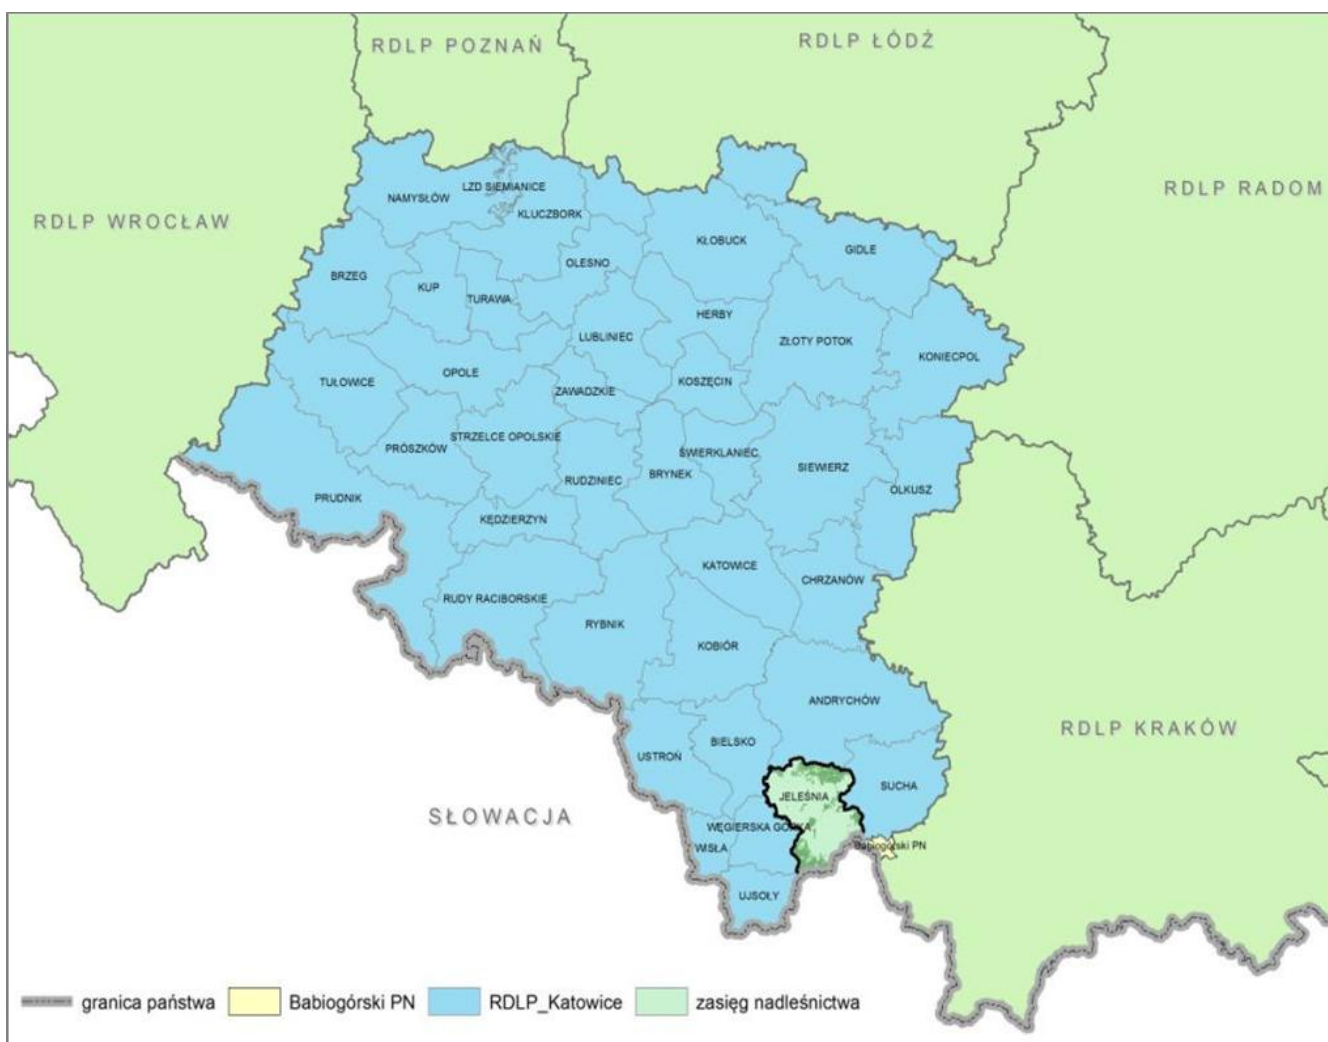 RDLP POZNAŃ
RDLP ŁÓDŹ
RDLP RADOM
RDLP WROCŁAW
LZD SIEMIANICE
NAMYSŁÓW
KLUCZBORK
KŁOBUCK
GIDLE
OLESNO
BRZEG
KUP
TURAWA
HERBY
LUBLINIEC
ZŁOTY POTOK
KONIECPOL
OPOLE
TUŁOWICE
ZAWADZKIE
KOSZĘCIN
STRZELCE OPOLSKIE
PRÓSZKÓW
ŚWIERKLANIEC
SIEWIERZ
BRYNEK
RUDZINIEC
OLKUSZ
PRUDNIK
KĘDZIERZYN
KATOWICE
CHRZANÓW
RUDY RACIBORSKIE
RYBNIK
KOBIÓR
ANDRYCHÓW
RDLP KRAKÓW
BIELSKO
USTROŃ
SUCHA
JELEŚNIA
SŁOWACJA
WĘGIERSKA GÓRKA
WISŁA
Babiogórski PN
UJSOŁY
granica państwa
Babiogórski PN
RDLP_Katowice
zasięg nadleśnictwa